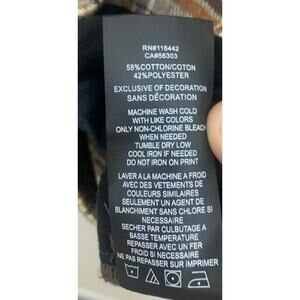 RN#116442
CA#56303
58%COTTON/COTON
42%POLYESTER
EXCLUSIVE OF DECORATION
SANS DÉCORATION
MACHINE WASH COLD
WITH LIKE COLORS
ONLY NON-CHLORINE BLEACH
WHEN NEEDED
TUMBLE DRY LOW
COOL IRON IF NEEDED
DO NOT IRON ON PRINT
LAVER A LA MACHINE A FROID
AVEC DES VETEMENTS DE
COULEURS SIMILAIRES
SEULEMENT UN AGENT DE
BLANCHIMENT SANS CHLORE SI
NECESSAIRE
SECHER PAR CULBUTAGE A
BASSE TEMPERATURE
REPASSER AVEC UN FER
FROID SI NECESSAIRE
NE PAS REPASSER SUR IMPRIMER